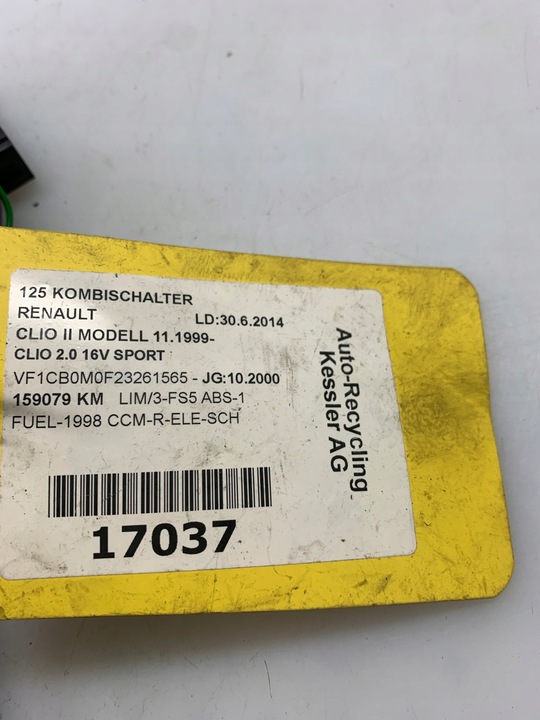 125 KOMBISCHALTER
RENAULT LD:30.6.2014
CLIO II MODELL 11.1999-
CLIO 2.0 16V SPORT
VF1CB0M0F23261565 - JG:10.2000
159079 KM LIM/3-FS5 ABS-1
FUEL-1998 CCM-R-ELE-SCH
17037
Auto-Recycling
Kessler AG